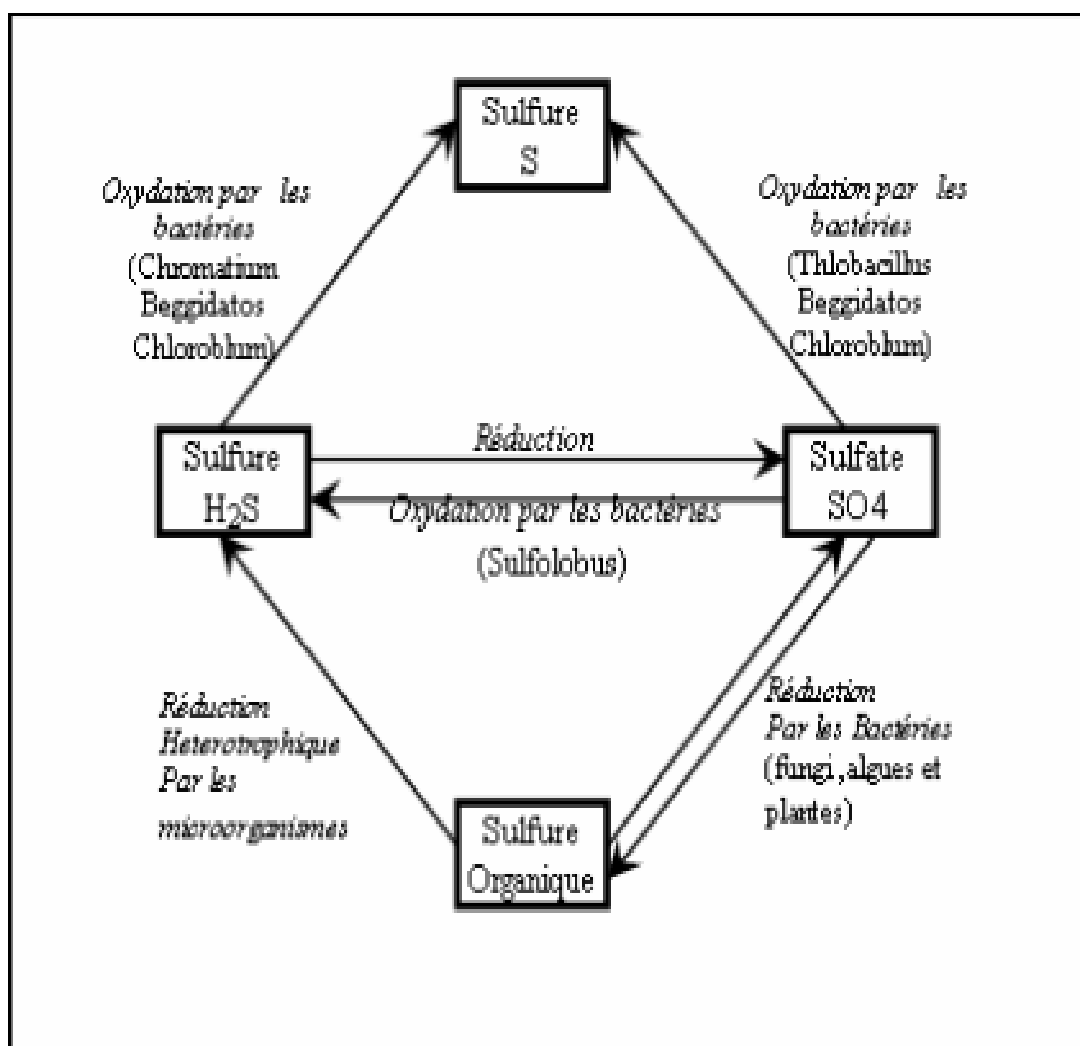 Sulfure
S
Oxydation par les
bactéries
(Chromatium
Beggidatos
Chloroblum)
Oxydation par les
bactéries
(Thlobacillus
Beggidatos
Chloroblum)
Sulfure
H₂S
Réduction
Oxydation par les bactéries
(Sulfolobus)
Sulfate
SO4
Réduction
Heterotrophique
Par les
microorganismes
Réduction
Par les Bactéries
(fungi ,algues et
plantes)
Sulfure
Organique